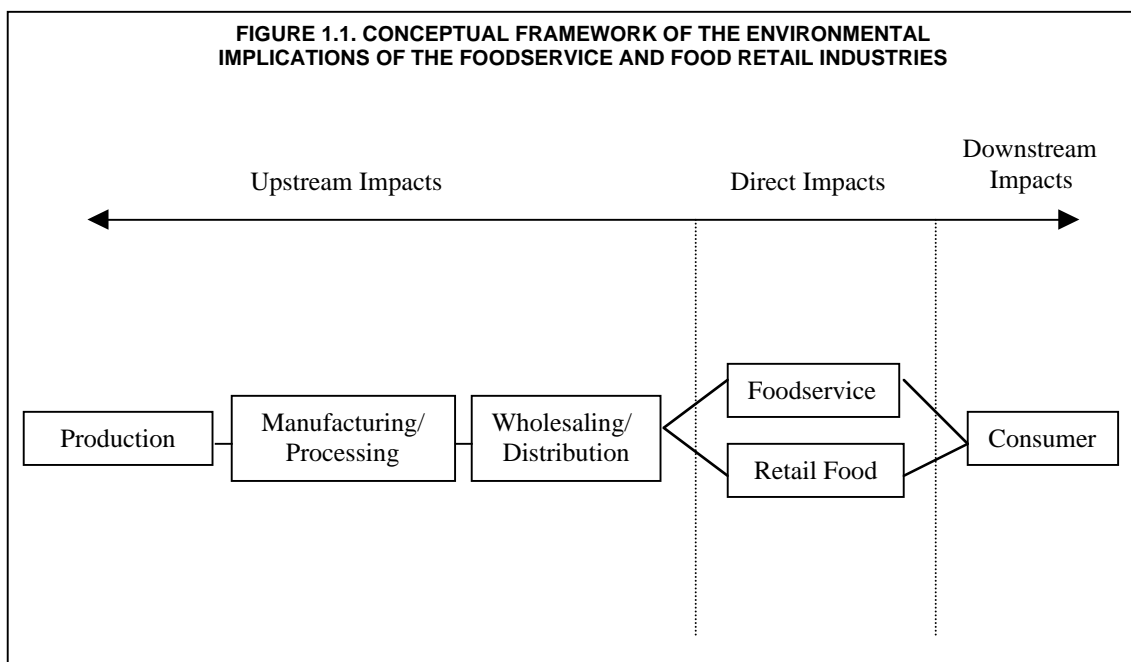 FIGURE 1.1. CONCEPTUAL FRAMEWORK OF THE ENVIRONMENTAL
IMPLICATIONS OF THE FOODSERVICE AND FOOD RETAIL INDUSTRIES
Upstream Impacts
Direct Impacts
Downstream
Impacts
Production
Manufacturing/
Processing
Wholesaling/
Distribution
Foodservice
Retail Food
Consumer